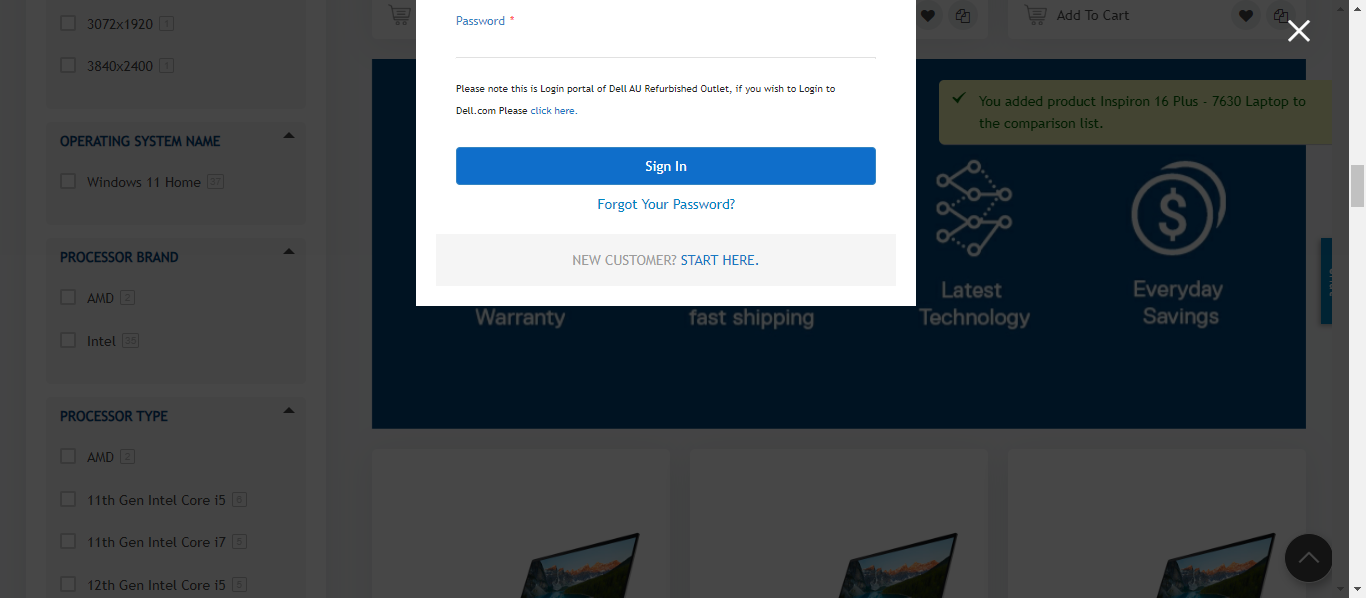 3072x1920 1
3840x2400 1
OPERATING SYSTEM NAME
Windows 11 Home 37
PROCESSOR BRAND
AMD 2
Intel 35
PROCESSOR TYPE
AMD 2
11th Gen Intel Core i5 6
11th Gen Intel Core i7 6
12th Gen Intel Core i5 6
Password *
Please note this is Login portal of Dell AU Refurbished Outlet, if you wish to Login to
Dell.com Please click here.
Sign In
Forgot Your Password?
NEW CUSTOMER? START HERE.
Add To Cart
You added product Inspiron 16 Plus - 7630 Laptop to
the comparison list.
Warranty
fast shipping
Latest
Technology
Everyday
Savings